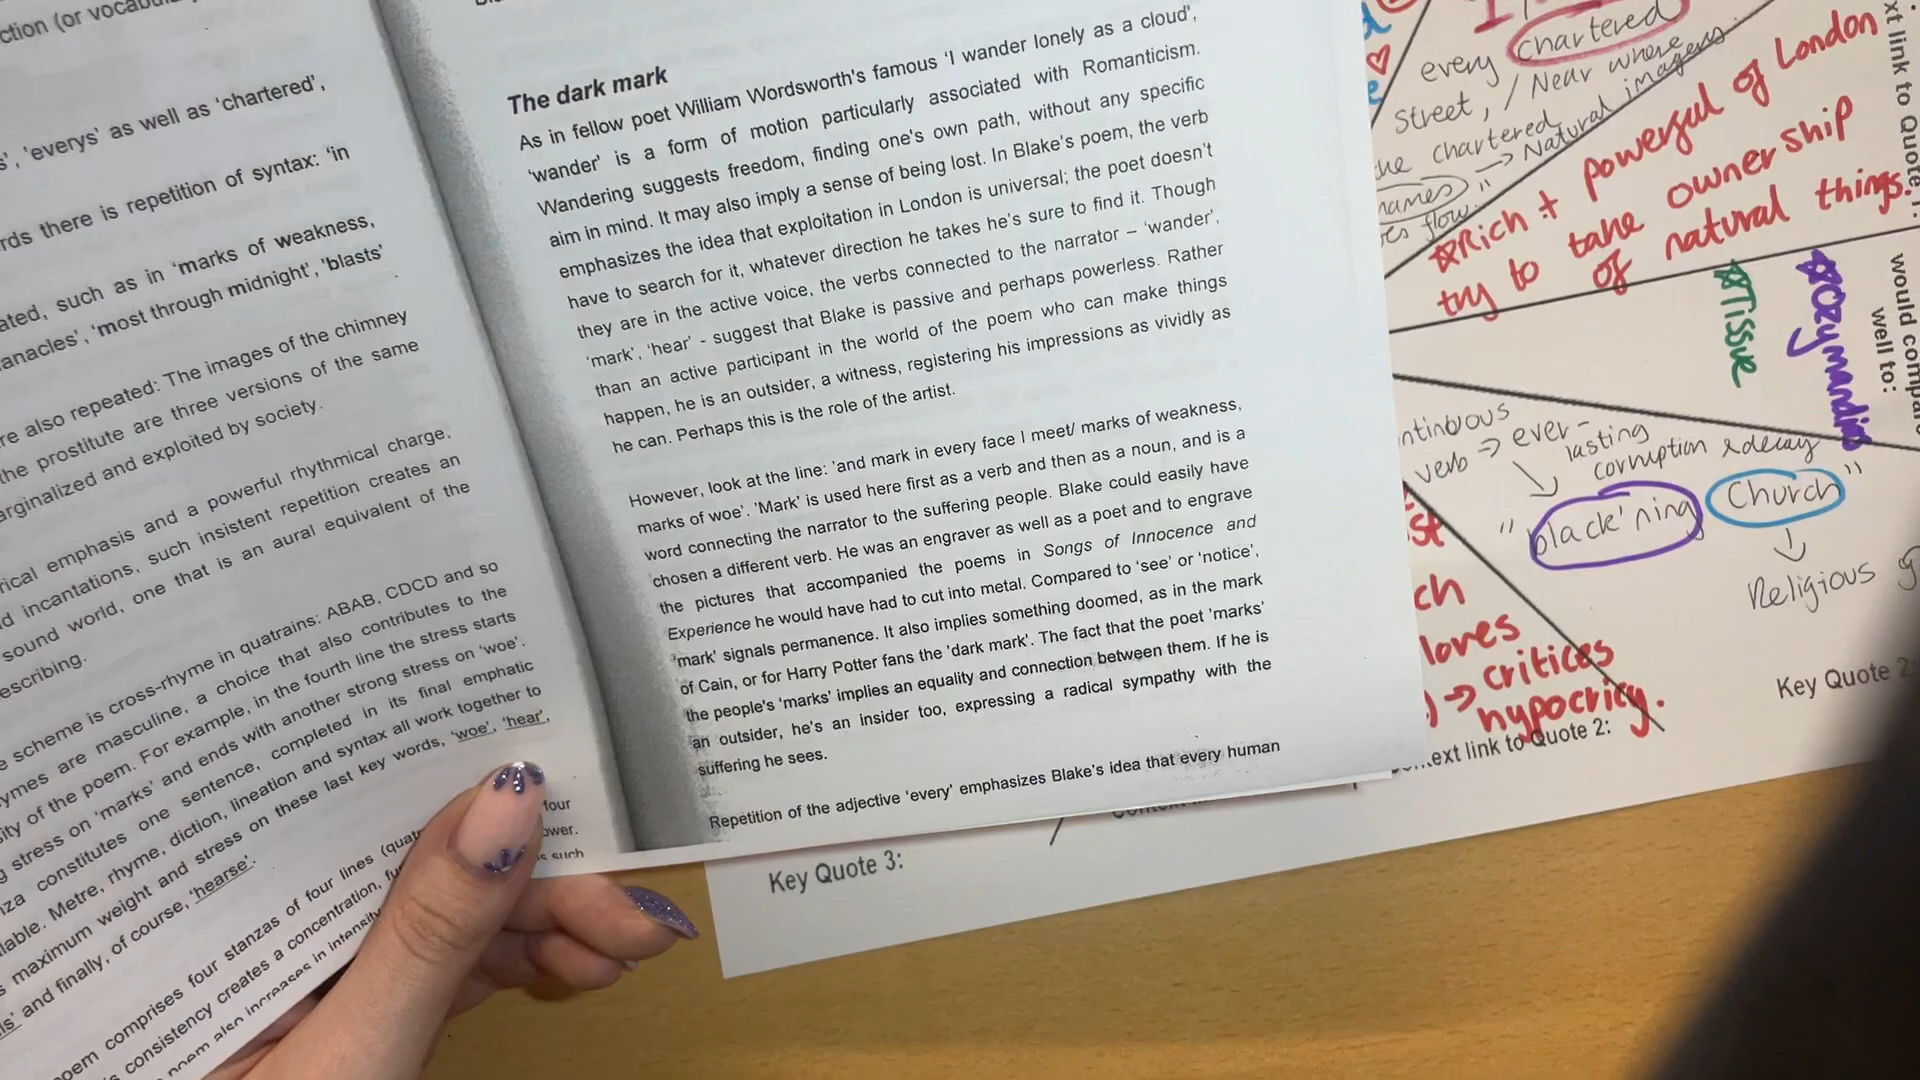 ction (or vocabulary
'everys' as well as 'chartered',
rds there is repetition of syntax: 'in
ated, such as in 'marks of weakness,
anacles', 'most through midnight', 'blasts'
re also repeated: The images of the chimney
the prostitute are three versions of the same
arginalized and exploited by society.
rical emphasis and a powerful rhythmical charge,
d incantations, such insistent repetition creates an
sound world, one that is an aural equivalent of the
escribing.
scheme is cross-rhyme in quatrains: ABAB, CDCD and so
ymes are masculine, a choice that also contributes to the
ity of the poem. For example, in the fourth line the stress starts
g stress on 'marks' and ends with another strong stress on 'woe'.
nza constitutes one sentence, completed in its final emphatic
lable. Metre, rhyme, diction, lineation and syntax all work together to
maximum weight and stress on these last key words, 'woe', 'hear',
and finally, of course, 'hearse'.
four
ower.
such
poem comprises four stanzas of four lines
consistency creates a concentration,
poem also increases in intensity
The dark mark
As in fellow poet William Wordsworth's famous 'I wander lonely as a cloud',
'wander' is a form of motion particularly associated with Romanticism.
Wandering suggests freedom, finding one's own path, without any specific
aim in mind. It may also imply a sense of being lost. In Blake's poem, the verb
emphasizes the idea that exploitation in London is universal; the poet doesn't
have to search for it, whatever direction he takes he's sure to find it. Though
they are in the active voice, the verbs connected to the narrator – 'wander',
'mark', 'hear' - suggest that Blake is passive and perhaps powerless. Rather
than an active participant in the world of the poem who can make things
happen, he is an outsider, a witness, registering his impressions as vividly as
he can. Perhaps this is the role of the artist.
However, look at the line: 'and mark in every face I meet/ marks of weakness,
marks of woe'. 'Mark' is used here first as a verb and then as a noun, and is a
word connecting the narrator to the suffering people. Blake could easily have
chosen a different verb. He was an engraver as well as a poet and to engrave
the pictures that accompanied the poems in Songs of Innocence and
Experience he would have had to cut into metal. Compared to 'see' or 'notice',
'mark' signals permanence. It also implies something doomed, as in the mark
of Cain, or for Harry Potter fans the 'dark mark'. The fact that the poet 'marks'
the people's 'marks' implies an equality and connection between them. If he is
an outsider, he's an insider too, expressing a radical sympathy with the
suffering he sees.
Repetition of the adjective 'every' emphasizes Blake's idea that every human
every chartered
Street, / Near where
the chartered
Thames" → Natural imagery
flow.
Rich + powerful of London
try to take ownership
of natural things.
xt link to Quote 1:
Tissue
Ozymandias
would compare
well to:
continuous
verb → ever-
lasting
corruption & decay
"black'ning Church"
Religious
Key Quote 2
loves
→ critices
hypocricy.
ext link to Quote 2:
Key Quote 3: